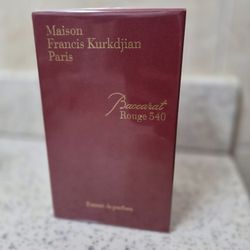 Maison
Francis Kurkdjian
Paris
Baccarat
Rouge 540
Extrait de parfum